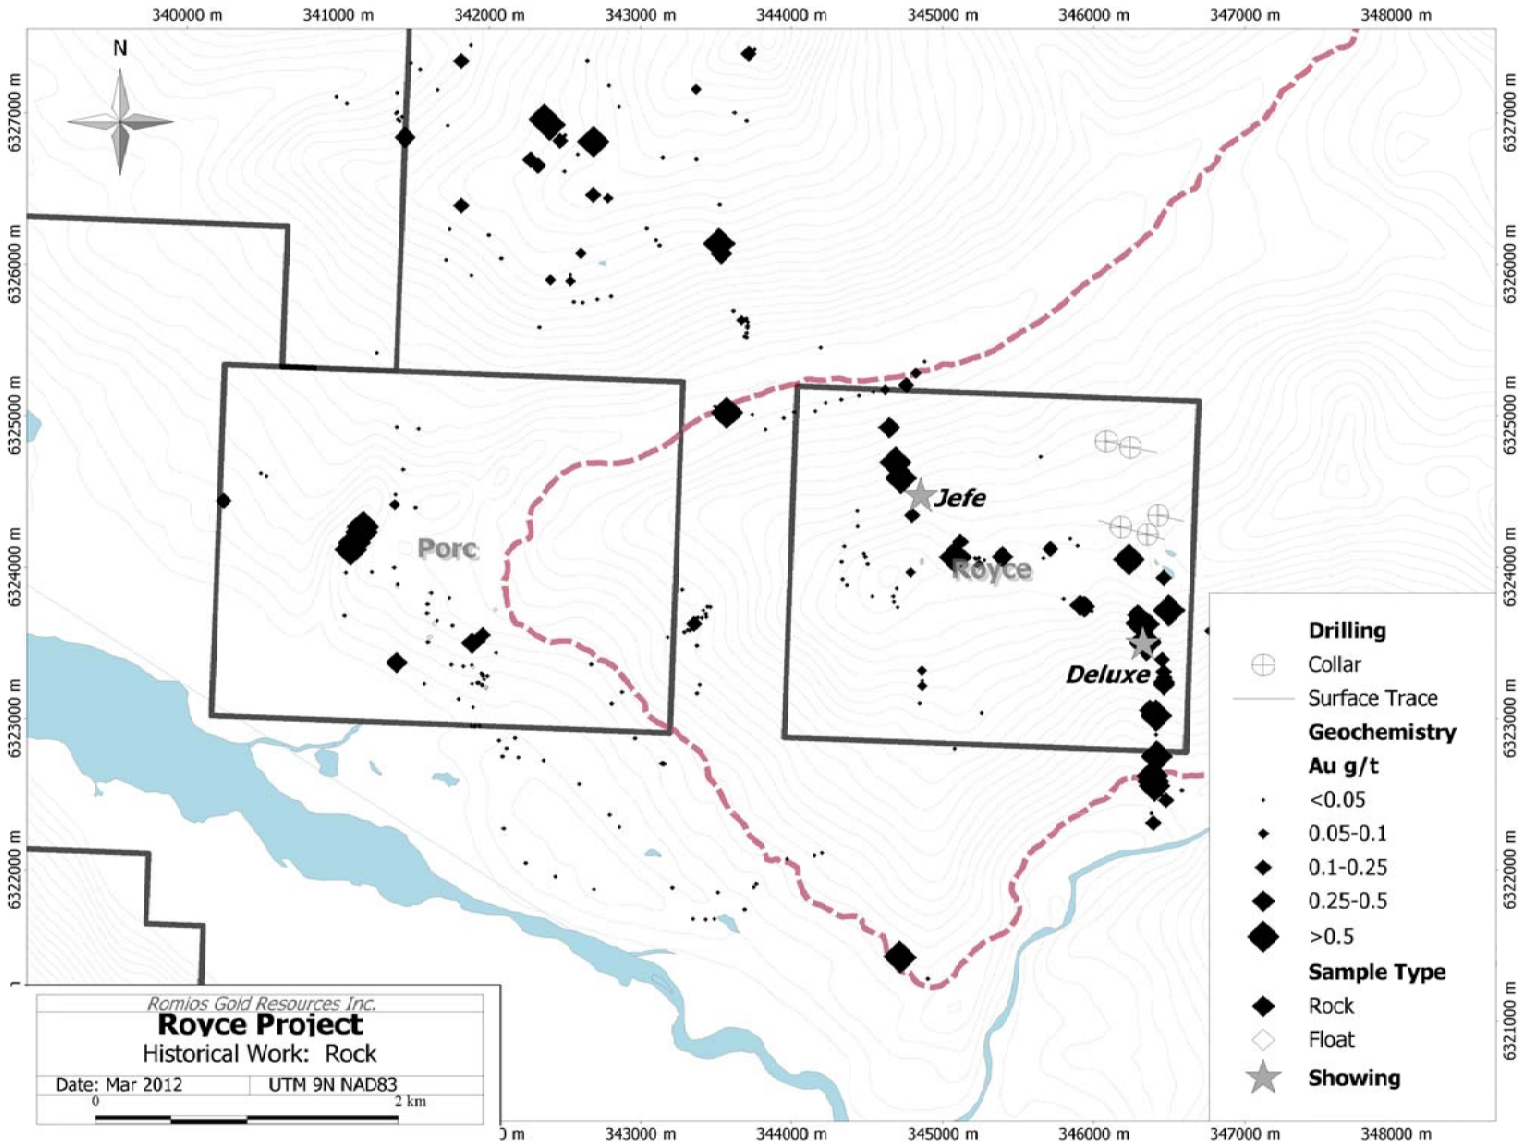 340000 m 341000 m 342000 m 343000 m 344000 m 345000 m 346000 m 347000 m 348000 m
N
6327000 m
6327000 m
6326000 m
6326000 m
6325000 m
6325000 m
6324000 m
6324000 m
6323000 m
6323000 m
6322000 m
6322000 m
6321000 m
Jefe
Porc
Royce
Deluxe
Drilling
Collar
Surface Trace
Geochemistry
Au g/t
<0.05
0.05-0.1
0.1-0.25
0.25-0.5
>0.5
Sample Type
Rock
Float
Showing
Romios Gold Resources Inc.
Royce Project
Historical Work: Rock
Date: Mar 2012 UTM 9N NAD83
0 2 km
0 m 343000 m 344000 m 345000 m 346000 m 347000 m 348000 m